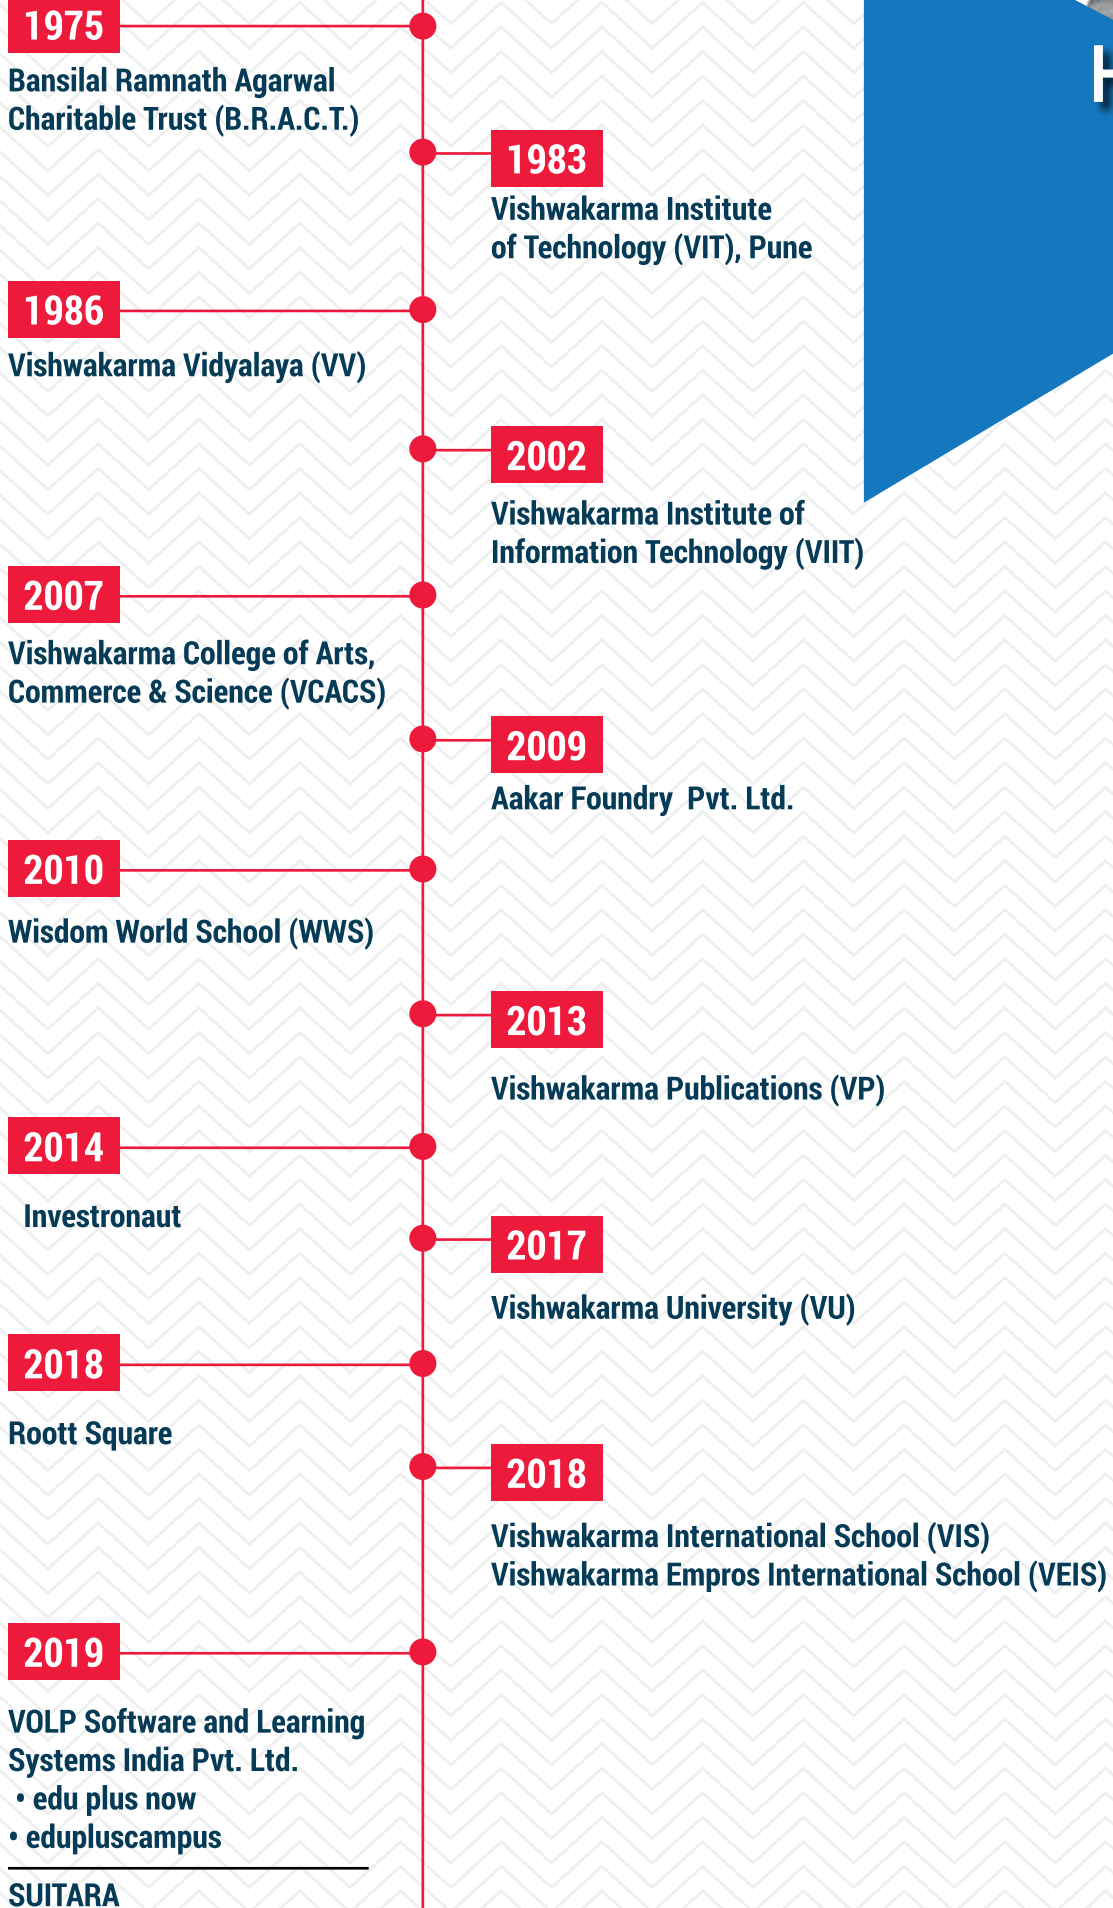 1975
Bansilal Ramnath Agarwal
Charitable Trust (B.R.A.C.T.)
H
1983
Vishwakarma Institute
of Technology (VIT), Pune
1986
Vishwakarma Vidyalaya (VV)
2002
Vishwakarma Institute of
Information Technology (VIIT)
2007
Vishwakarma College of Arts,
Commerce & Science (VCACS)
2009
Aakar Foundry Pvt. Ltd.
2010
Wisdom World School (WWS)
2013
Vishwakarma Publications (VP)
2014
Investronaut
2017
Vishwakarma University (VU)
2018
Roott Square
2018
Vishwakarma International School (VIS)
Vishwakarma Empros International School (VEIS)
2019
VOLP Software and Learning
Systems India Pvt. Ltd.
• edu plus now
• edupluscampus
SUITARA